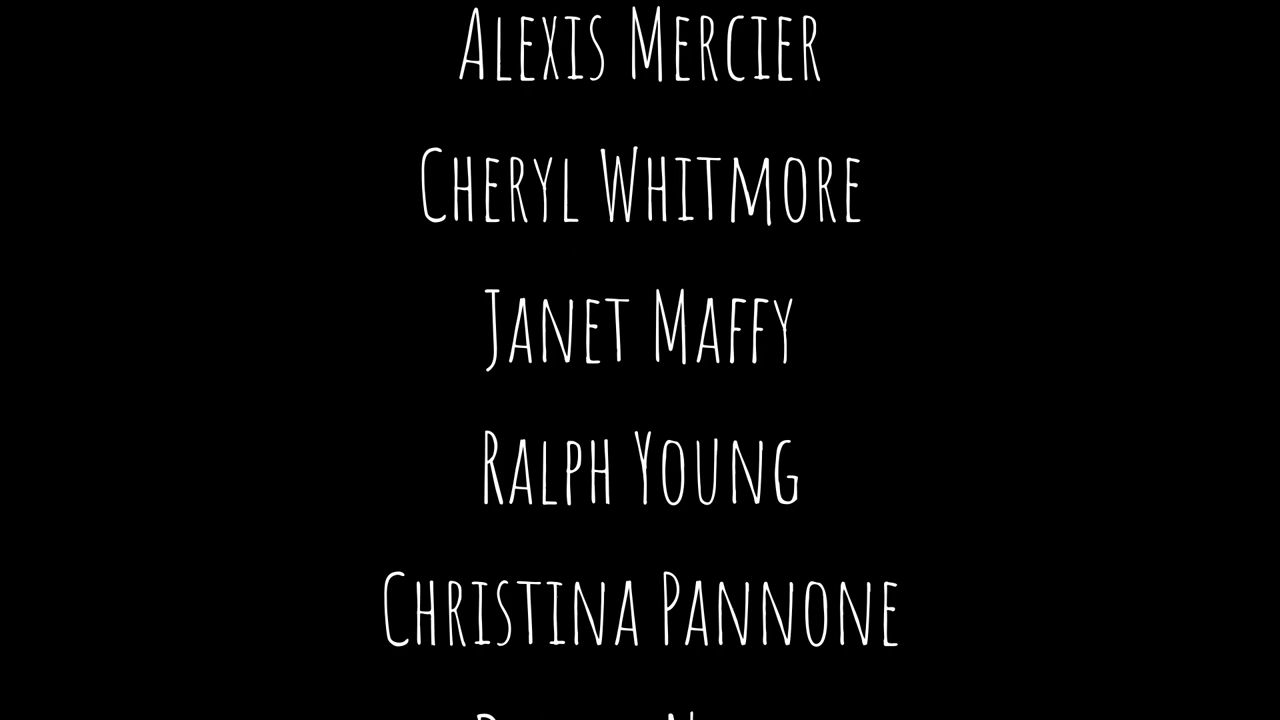 Alexis Mercier
Cheryl Whitmore
Janet Maffy
Ralph Young
Christina Pannone